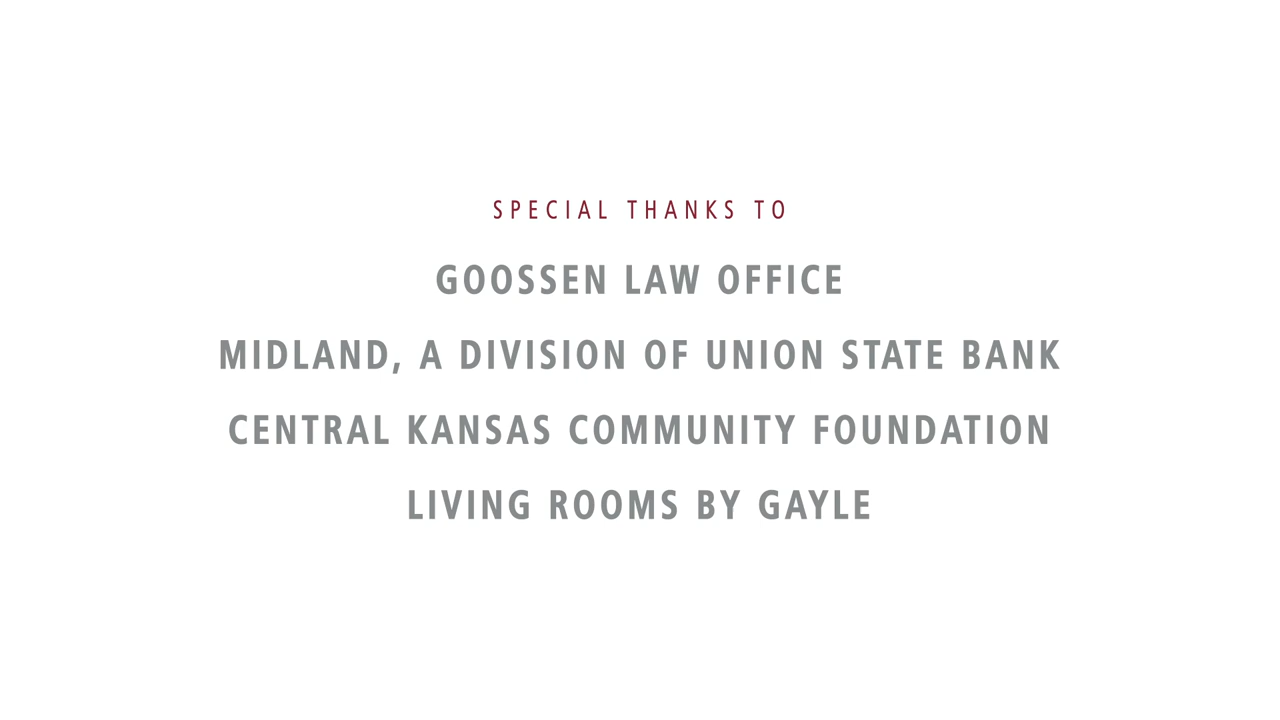 SPECIAL THANKS TO
GOOSSEN LAW OFFICE
MIDLAND, A DIVISION OF UNION STATE BANK
CENTRAL KANSAS COMMUNITY FOUNDATION
LIVING ROOMS BY GAYLE